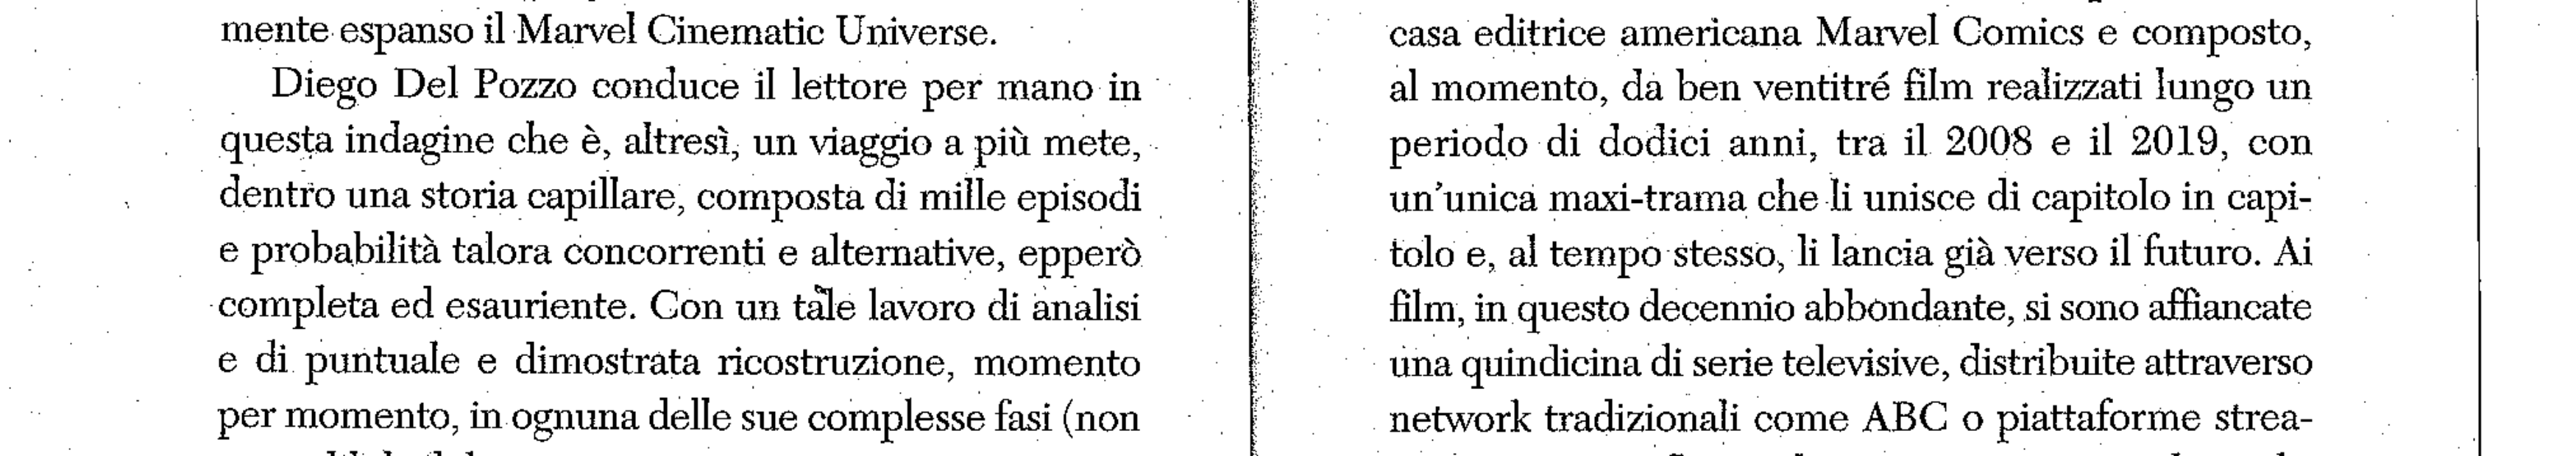 mente espanso il Marvel Cinematic Universe.
Diego Del Pozzo conduce il lettore per mano in
questa indagine che è, altresì, un viaggio a più mete,
dentro una storia capillare, composta di mille episodi
e probabilità talora concorrenti e alternative, epperò
completa ed esauriente. Con un tale lavoro di analisi
e di puntuale e dimostrata ricostruzione, momento
per momento, in ognuna delle sue complesse fasi (non
casa editrice americana Marvel Comics e composto,
al momento, da ben ventitré film realizzati lungo un
periodo di dodici anni, tra il 2008 e il 2019, con
un'unica maxi-trama che li unisce di capitolo in capi-
tolo e, al tempo stesso, li lancia già verso il futuro. Ai
film, in questo decennio abbondante, si sono affiancate
una quindicina di serie televisive, distribuite attraverso
network tradizionali come ABC o piattaforme strea-